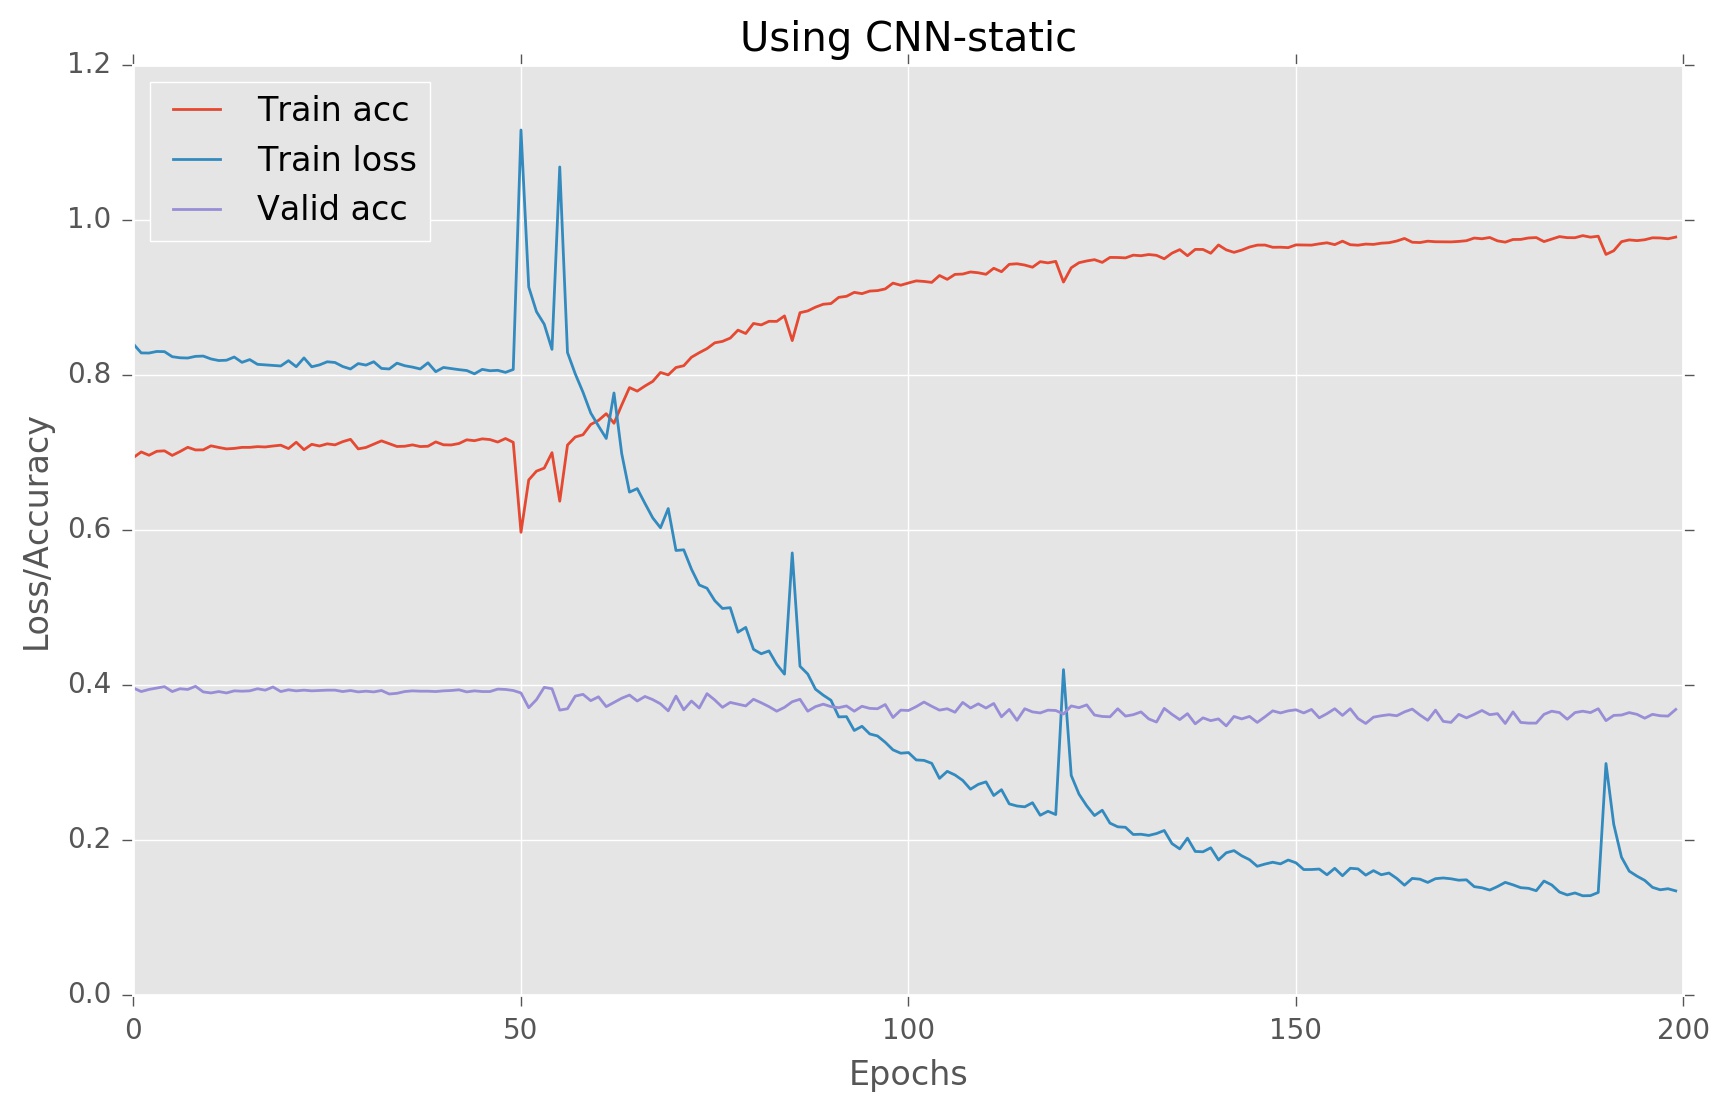 Using CNN-static
1.2
1.0
0.8
0.6
0.4
0.2
0.0
Loss/Accuracy
Train acc
Train loss
Valid acc
0 50 100 150 200
Epochs